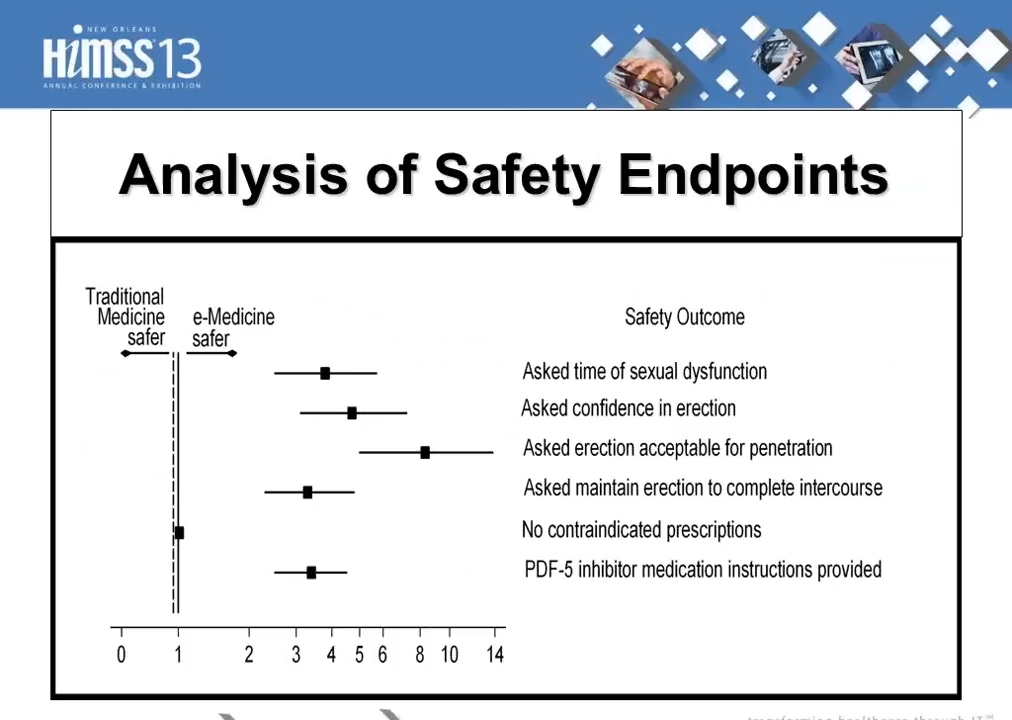 NEW ORLEANS
HIMSS 13
ANNUAL CONFERENCE & EXHIBITION
Analysis of Safety Endpoints
Traditional
Medicine
safer
e-Medicine
safer
Safety Outcome
Asked time of sexual dysfunction
Asked confidence in erection
Asked erection acceptable for penetration
Asked maintain erection to complete intercourse
No contraindicated prescriptions
PDF-5 inhibitor medication instructions provided
0 1 2 3 4 5 6 8 10 14